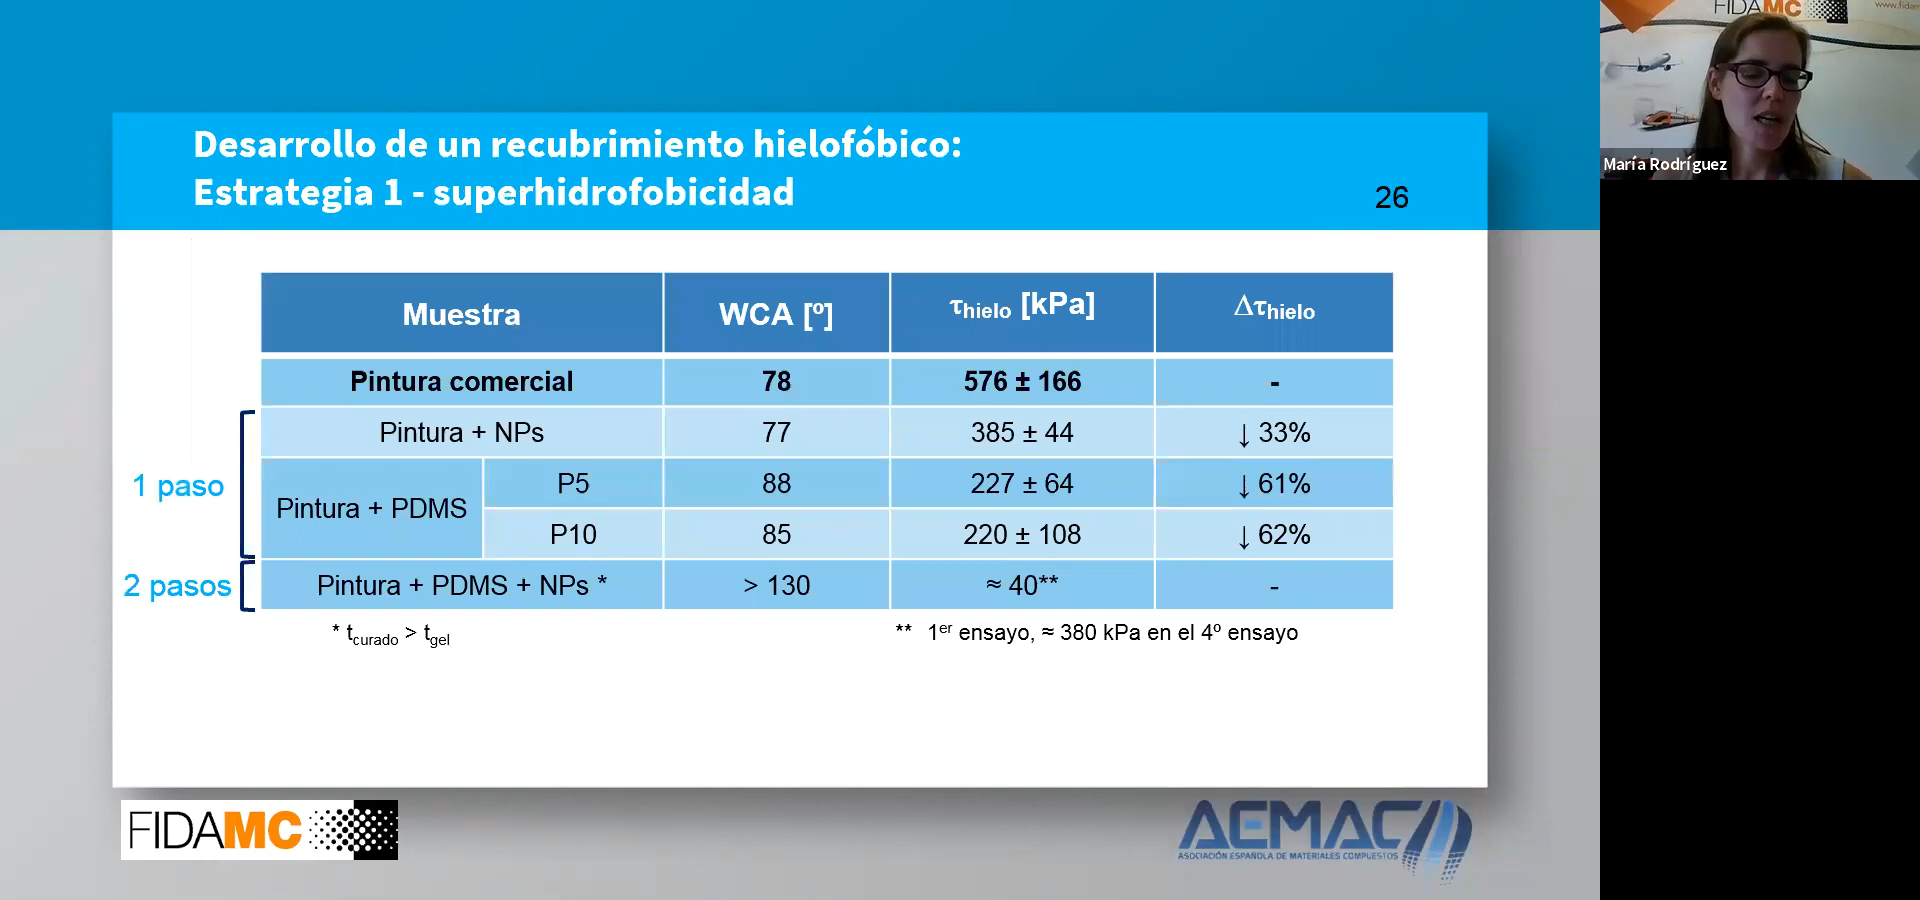 Desarrollo de un recubrimiento hielofóbico:
Estrategia 1 - superhidrofobicidad
26
Muestra WCA [º] τhielo [kPa] Δτhielo
Pintura comercial 78 576 ± 166 -
Pintura + NPs 77 385 ± 44 ↓ 33%
1 paso
Pintura + PDMS
P5 88 227 ± 64 ↓ 61%
P10 85 220 ± 108 ↓ 62%
2 pasos Pintura + PDMS + NPs * > 130 ≈ 40** -
* tcurado > tgel
** 1er ensayo, ≈ 380 kPa en el 4º ensayo
FIDAMC
AEMAC
ASOCIACIÓN ESPAÑOLA DE MATERIALES COMPUESTOS
FIDAMC
María Rodríguez